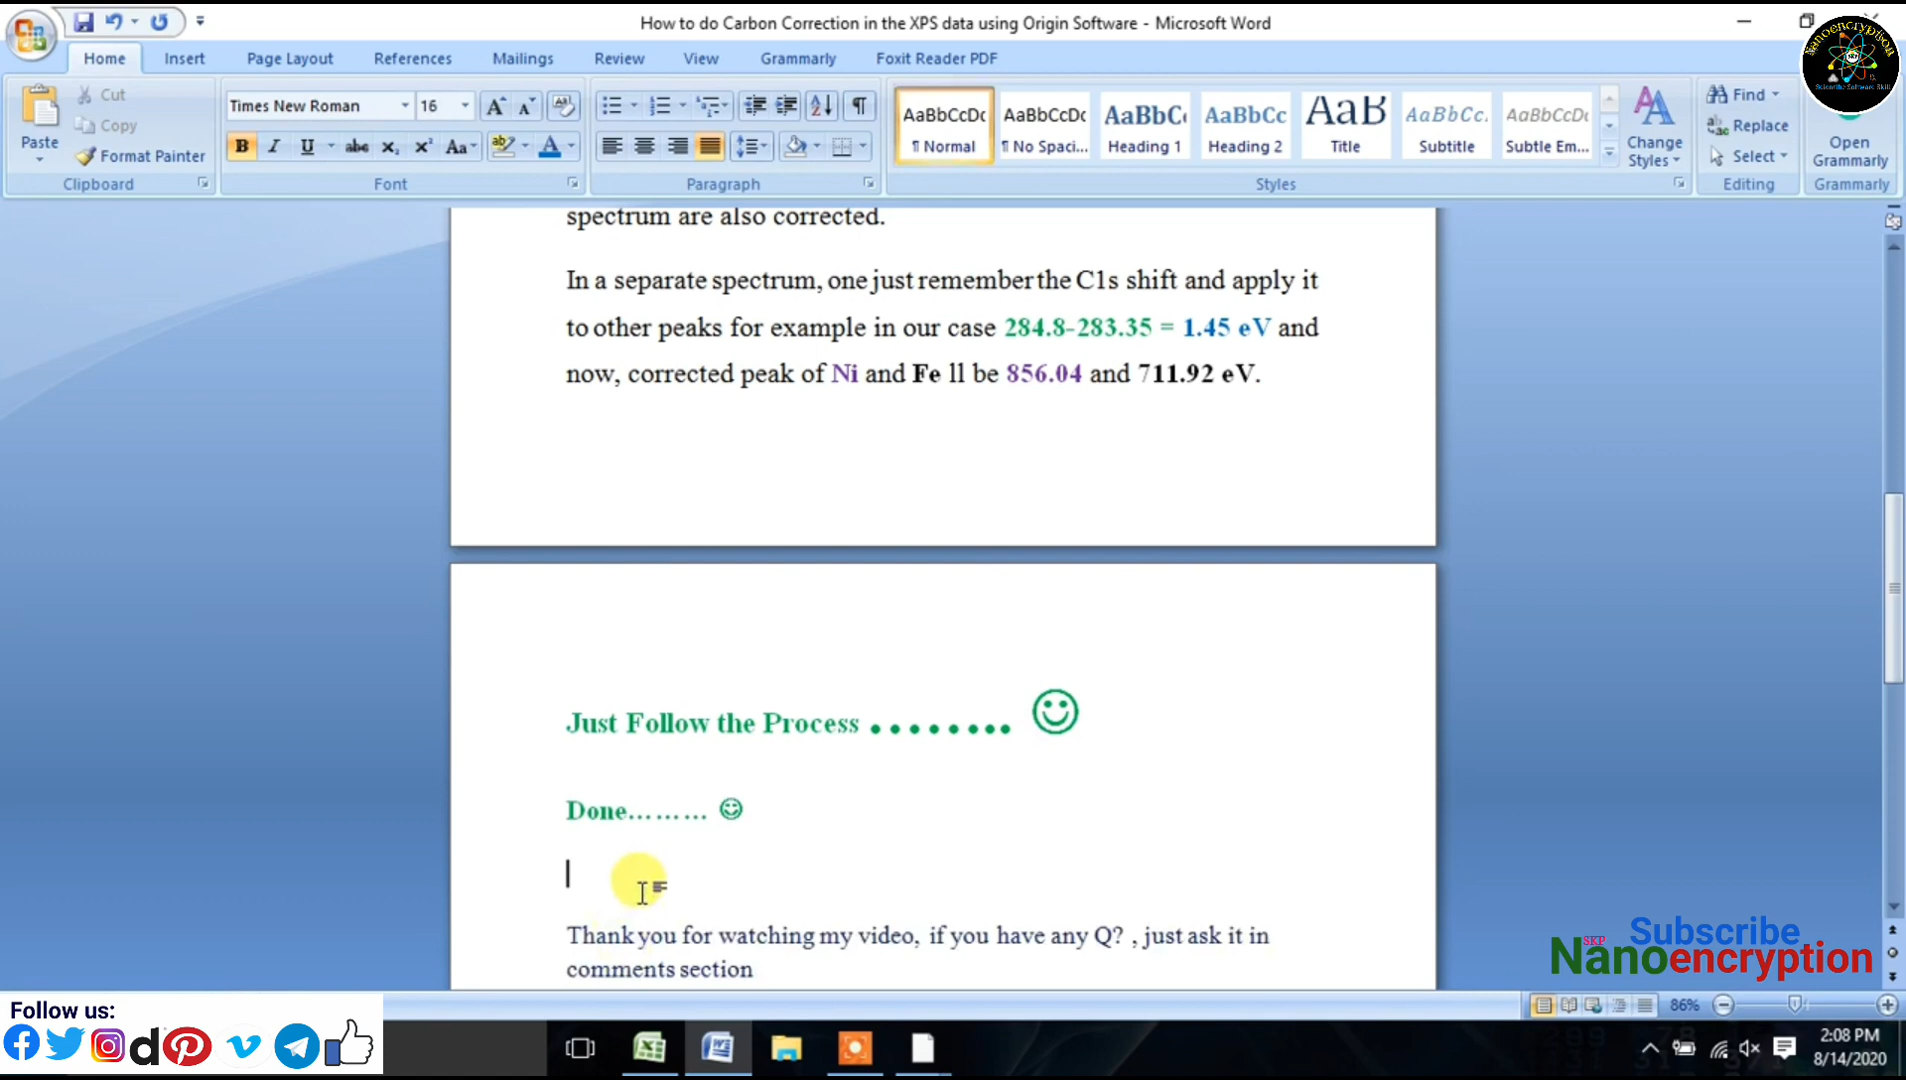 How to do Carbon Correction in the XPS data using Origin Software - Microsoft Word
Nanoencryption
Scientific Software Skill
Home Insert Page Layout References Mailings Review View Grammarly Foxit Reader PDF
Paste
Cut
Copy
Format Painter
Clipboard
Times New Roman 16
Font
Paragraph
AaBbCcDc AaBbCcDc AaBbC AaBbCc AaB AaBbCc. AaBbCcDc
¶ Normal ¶ No Spaci... Heading 1 Heading 2 Title Subtitle Subtle Em...
Change
Styles
Styles
Find
Replace
Select
Editing
Open
Grammarly
Grammarly
spectrum are also corrected.
In a separate spectrum, one just remember the C1s shift and apply it
to other peaks for example in our case 284.8-283.35 = 1.45 eV and
now, corrected peak of Ni and Fe ll be 856.04 and 711.92 eV.
Just Follow the Process ........ ☺
Done……… ☺
Thank you for watching my video, if you have any Q? , just ask it in
comments section
Subscribe
SKP
Nanoencryption
Follow us:
86%
2:08 PM
8/14/2020